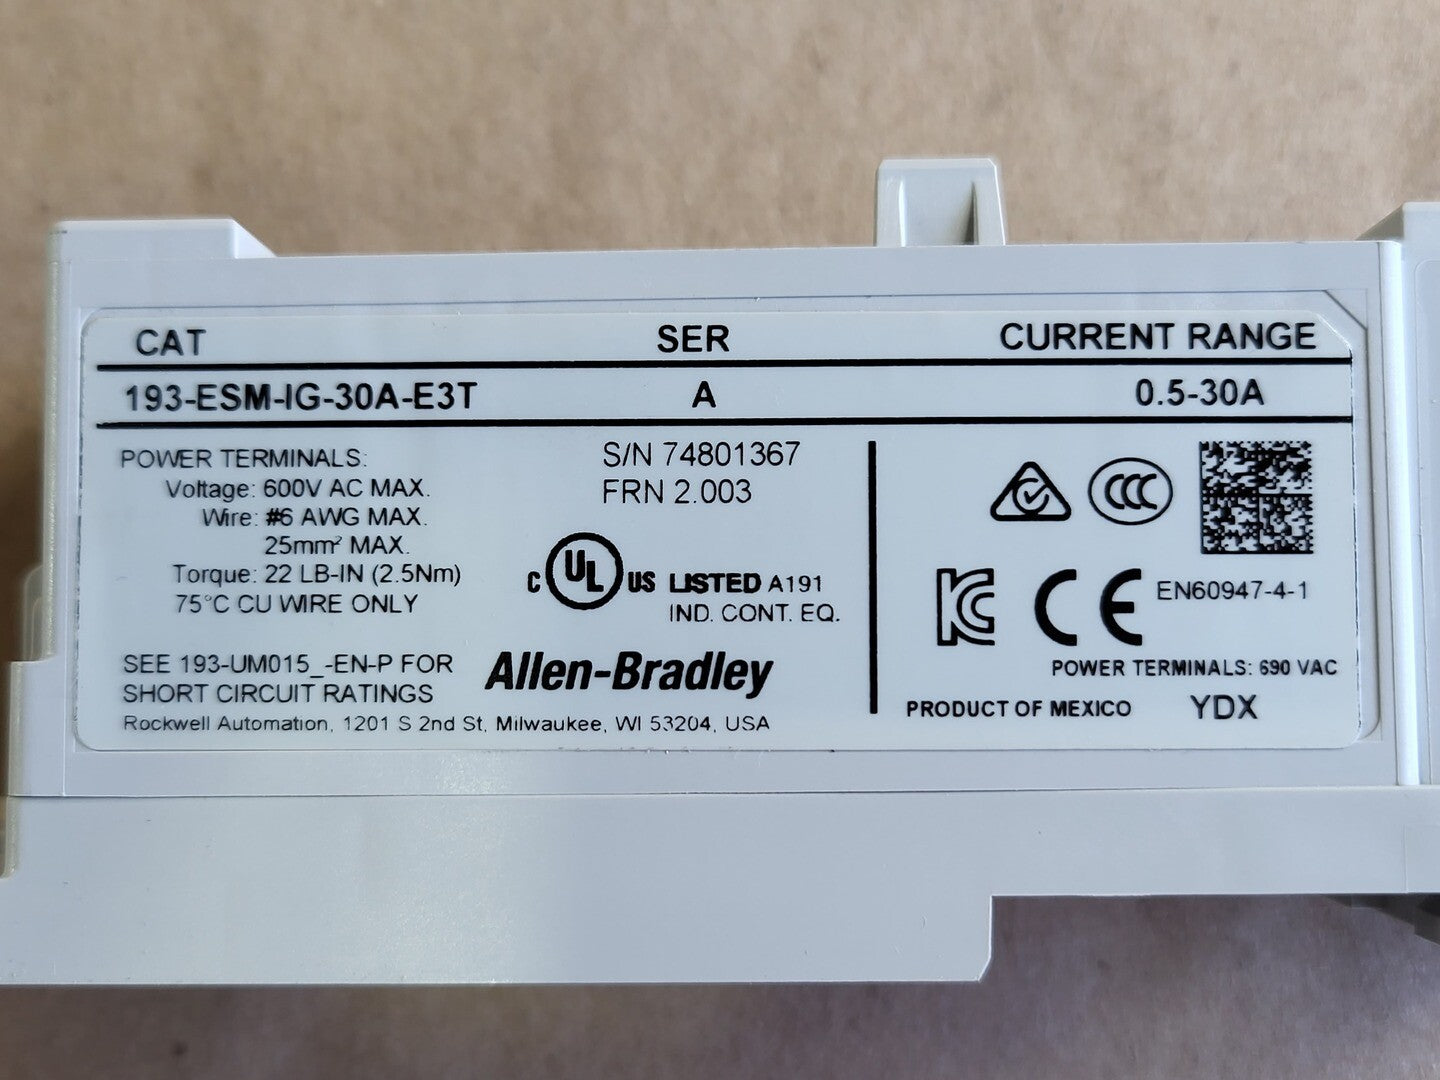 CAT SER CURRENT RANGE
193-ESM-IG-30A-E3T A 0.5-30A
POWER TERMINALS:
Voltage: 600V AC MAX.
Wire: #6 AWG MAX.
25mm² MAX.
Torque: 22 LB-IN (2.5Nm)
75°C CU WIRE ONLY
SEE 193-UM015_-EN-P FOR
SHORT CIRCUIT RATINGS
Rockwell Automation, 1201 S 2nd St, Milwaukee, WI 53204, USA
S/N 74801367
FRN 2.003
C UL US LISTED A191
IND. CONT. EQ.
Allen-Bradley
CCC
KC CE EN60947-4-1
POWER TERMINALS: 690 VAC
PRODUCT OF MEXICO YDX